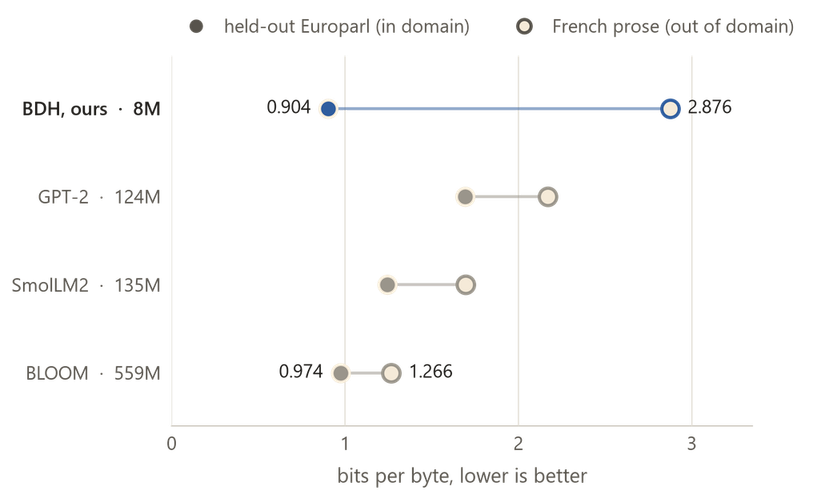 held-out Europarl (in domain) French prose (out of domain)
BDH, ours · 8M 0.904 2.876
GPT-2 · 124M
SmolLM2 · 135M
BLOOM · 559M 0.974 1.266
0 1 2 3
bits per byte, lower is better